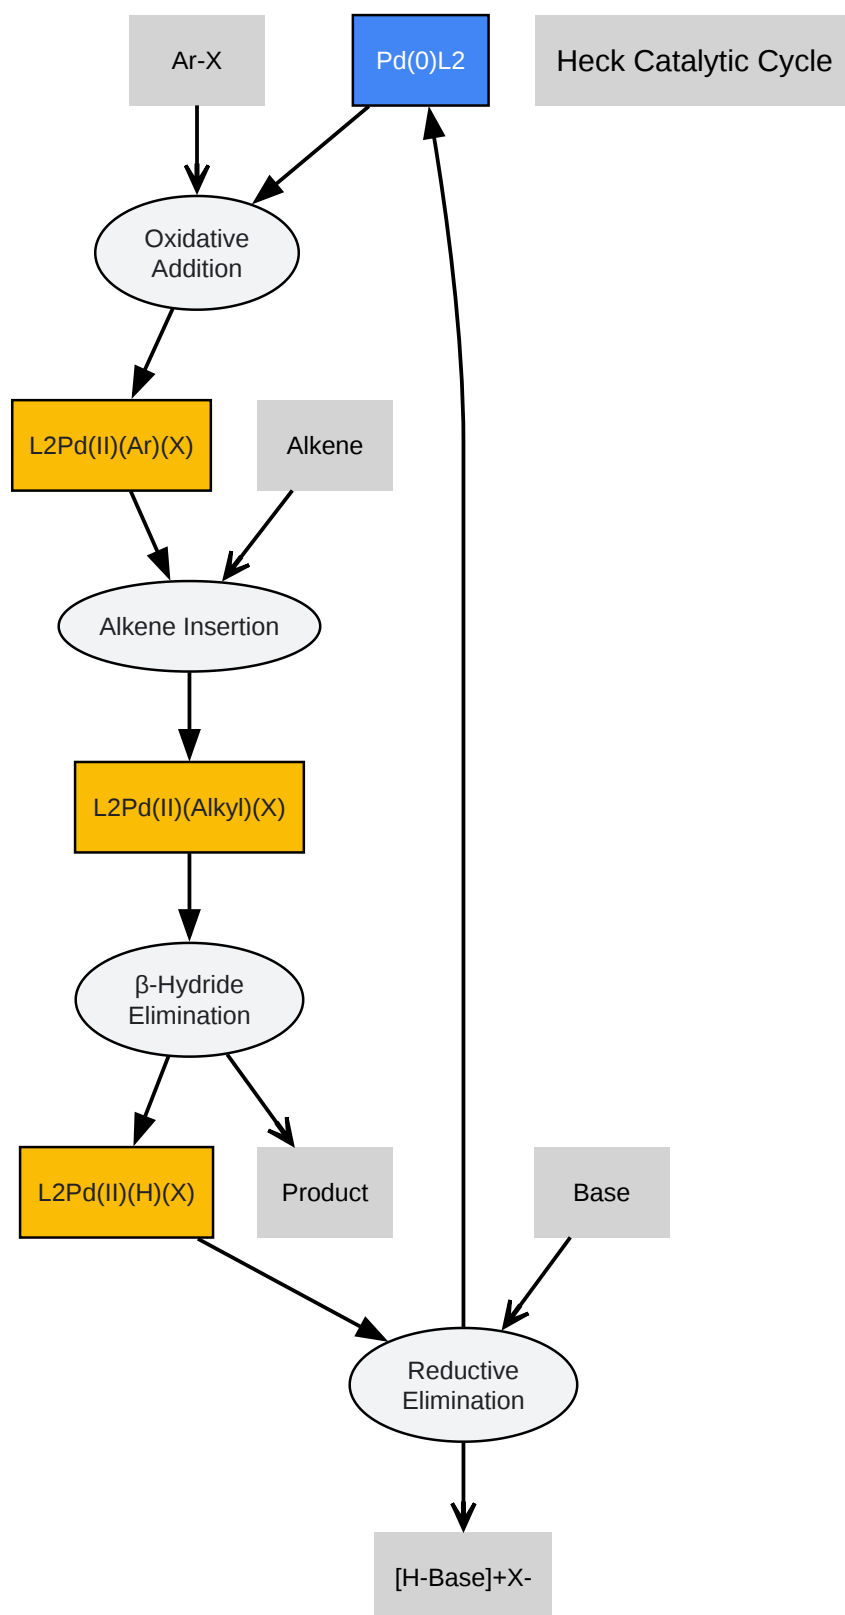 Ar-X
Pd(0)L2
Heck Catalytic Cycle
Oxidative
Addition
L2Pd(II)(Ar)(X)
Alkene
Alkene Insertion
L2Pd(II)(Alkyl)(X)
β-Hydride
Elimination
L2Pd(II)(H)(X)
Product
Base
Reductive
Elimination
[H-Base]+X-